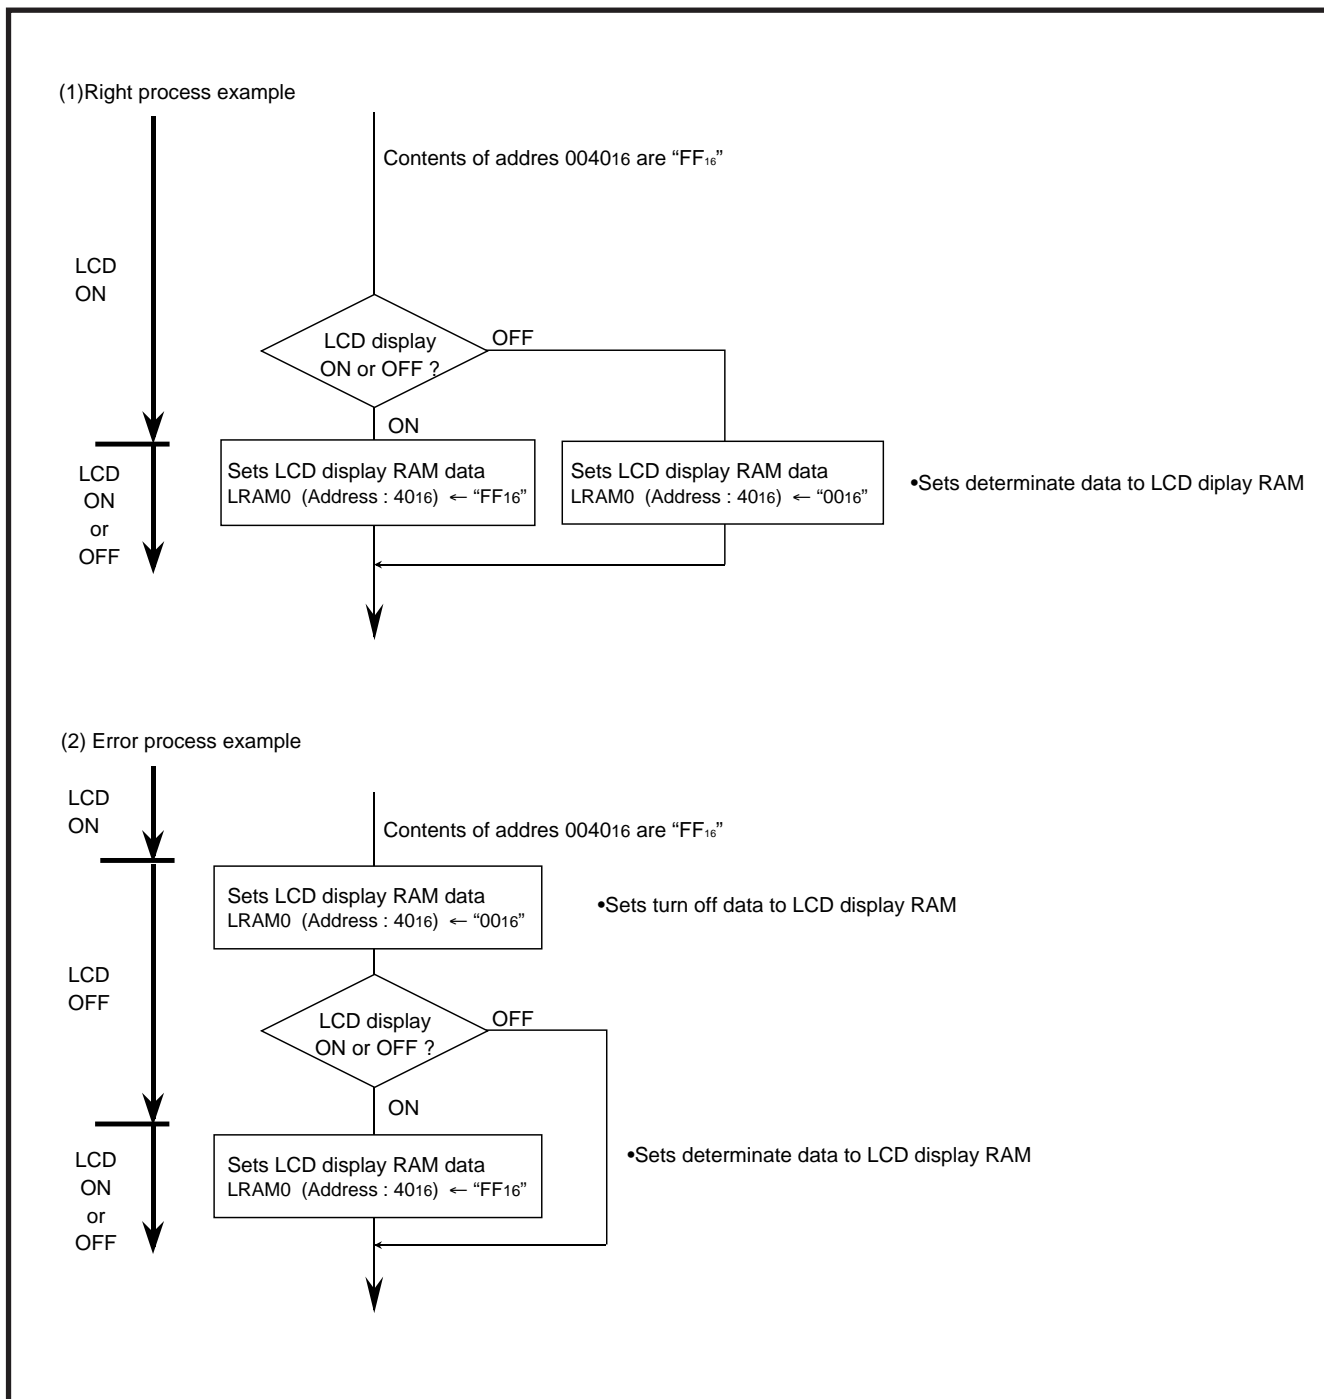 (1)Right process example
Contents of addres 004016 are “FF16”
LCD
ON
LCD display
ON or OFF ?
OFF
ON
LCD
ON
or
OFF
Sets LCD display RAM data
LRAM0 (Address : 4016) ← “FF16”
Sets LCD display RAM data
LRAM0 (Address : 4016) ← “0016”
•Sets determinate data to LCD diplay RAM
(2) Error process example
LCD
ON
Contents of addres 004016 are “FF16”
Sets LCD display RAM data
LRAM0 (Address : 4016) ← “0016”
•Sets turn off data to LCD display RAM
LCD
OFF
LCD display
ON or OFF ?
OFF
ON
LCD
ON
or
OFF
Sets LCD display RAM data
LRAM0 (Address : 4016) ← “FF16”
•Sets determinate data to LCD display RAM